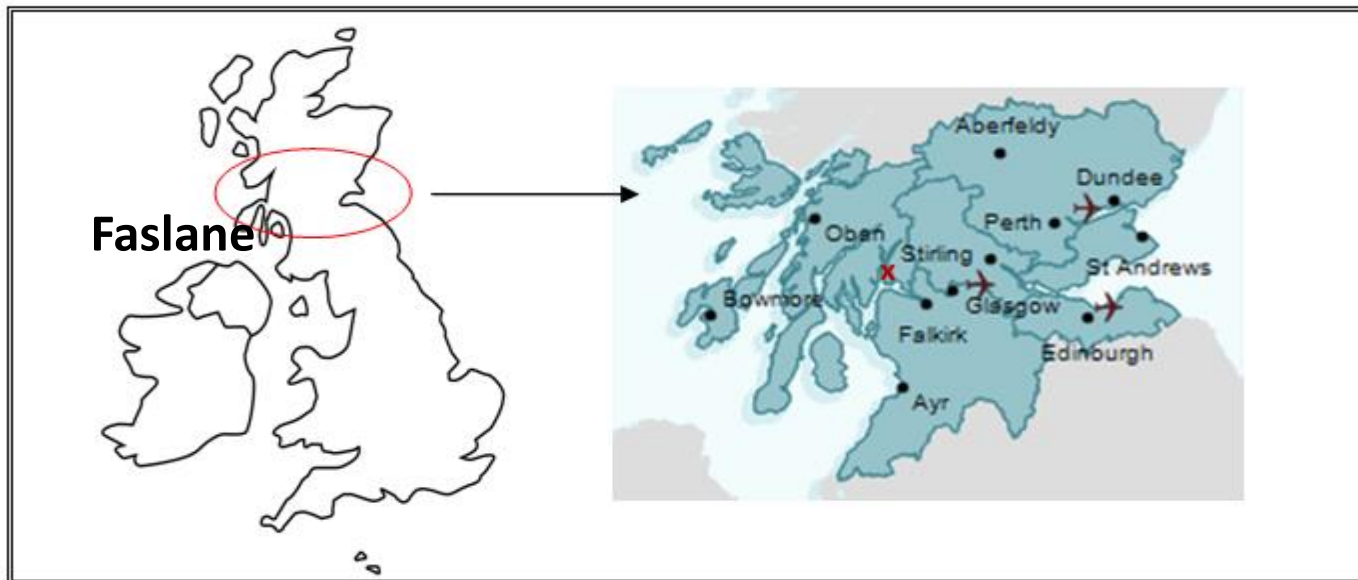 Faslane
Aberfeldy
Dundee
Perth
Oban
Stirling
St Andrews
x
Bowmore
Glasgow
Falkirk
Edinburgh
Ayr